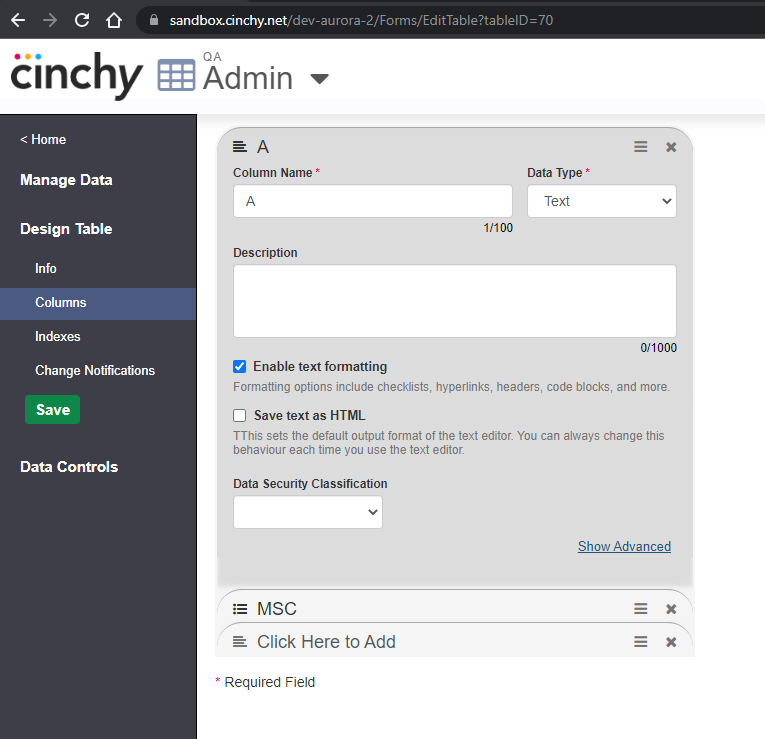 sandbox.cinchy.net/dev-aurora-2/Forms/EditTable?tableID=70
cinchy
QA
Admin
< Home
Manage Data
Design Table
Info
Columns
Indexes
Change Notifications
Save
Data Controls
A
Column Name *
Data Type *
A
Text
1/100
Description
0/1000
Enable text formatting
Formatting options include checklists, hyperlinks, headers, code blocks, and more.
Save text as HTML
TThis sets the default output format of the text editor. You can always change this
behaviour each time you use the text editor.
Data Security Classification
Show Advanced
MSC
Click Here to Add
* Required Field